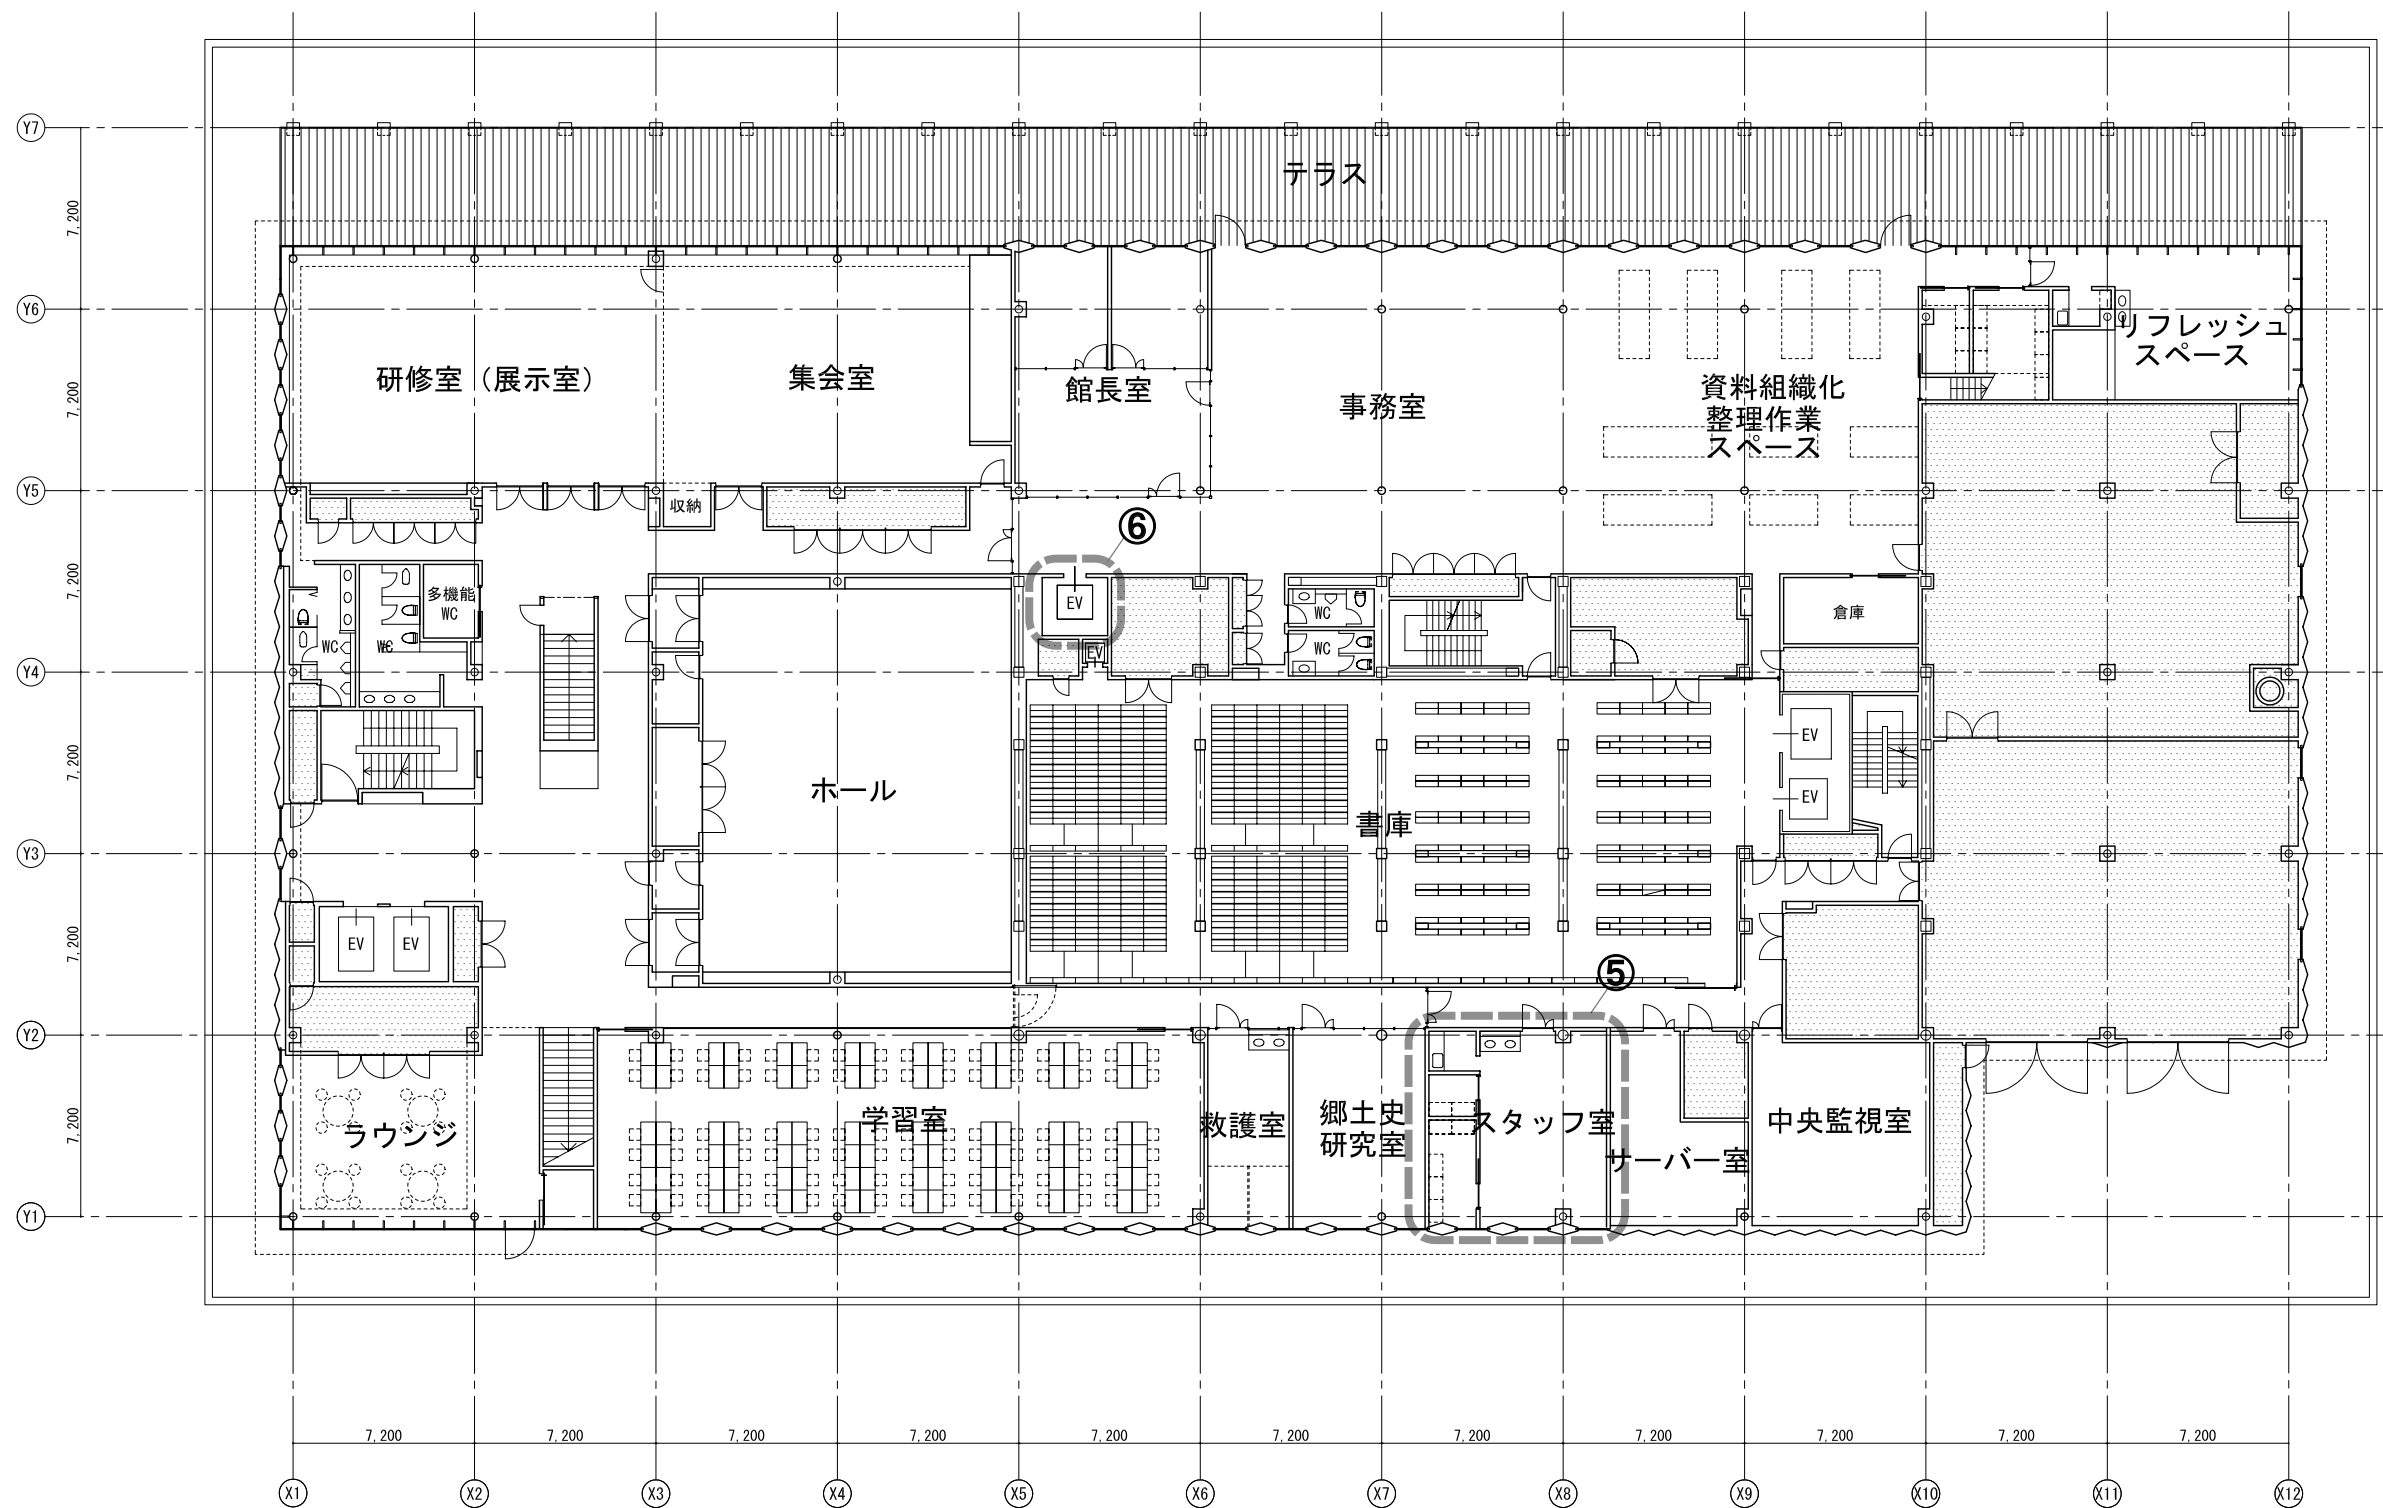 テラス
Y7
7,200
Y6
リフレッシュ
スペース
研修室（展示室）
集会室
館長室
事務室
資料組織化
整理作業
スペース
7,200
Y5
収納
⑥
7,200
多機能
WC
EV
WC
倉庫
WC
WC
EV
WC
Y4
7,200
EV
ホール
EV
書庫
Y3
7,200
EV
EV
⑤
Y2
7,200
ラウンジ
学習室
救護室
郷土史
研究室
スタッフ室
サーバー室
中央監視室
Y1
7,200
7,200
7,200
7,200
7,200
7,200
7,200
7,200
7,200
7,200
7,200
X1
X2
X3
X4
X5
X6
X7
X8
X9
X10
X11
X12